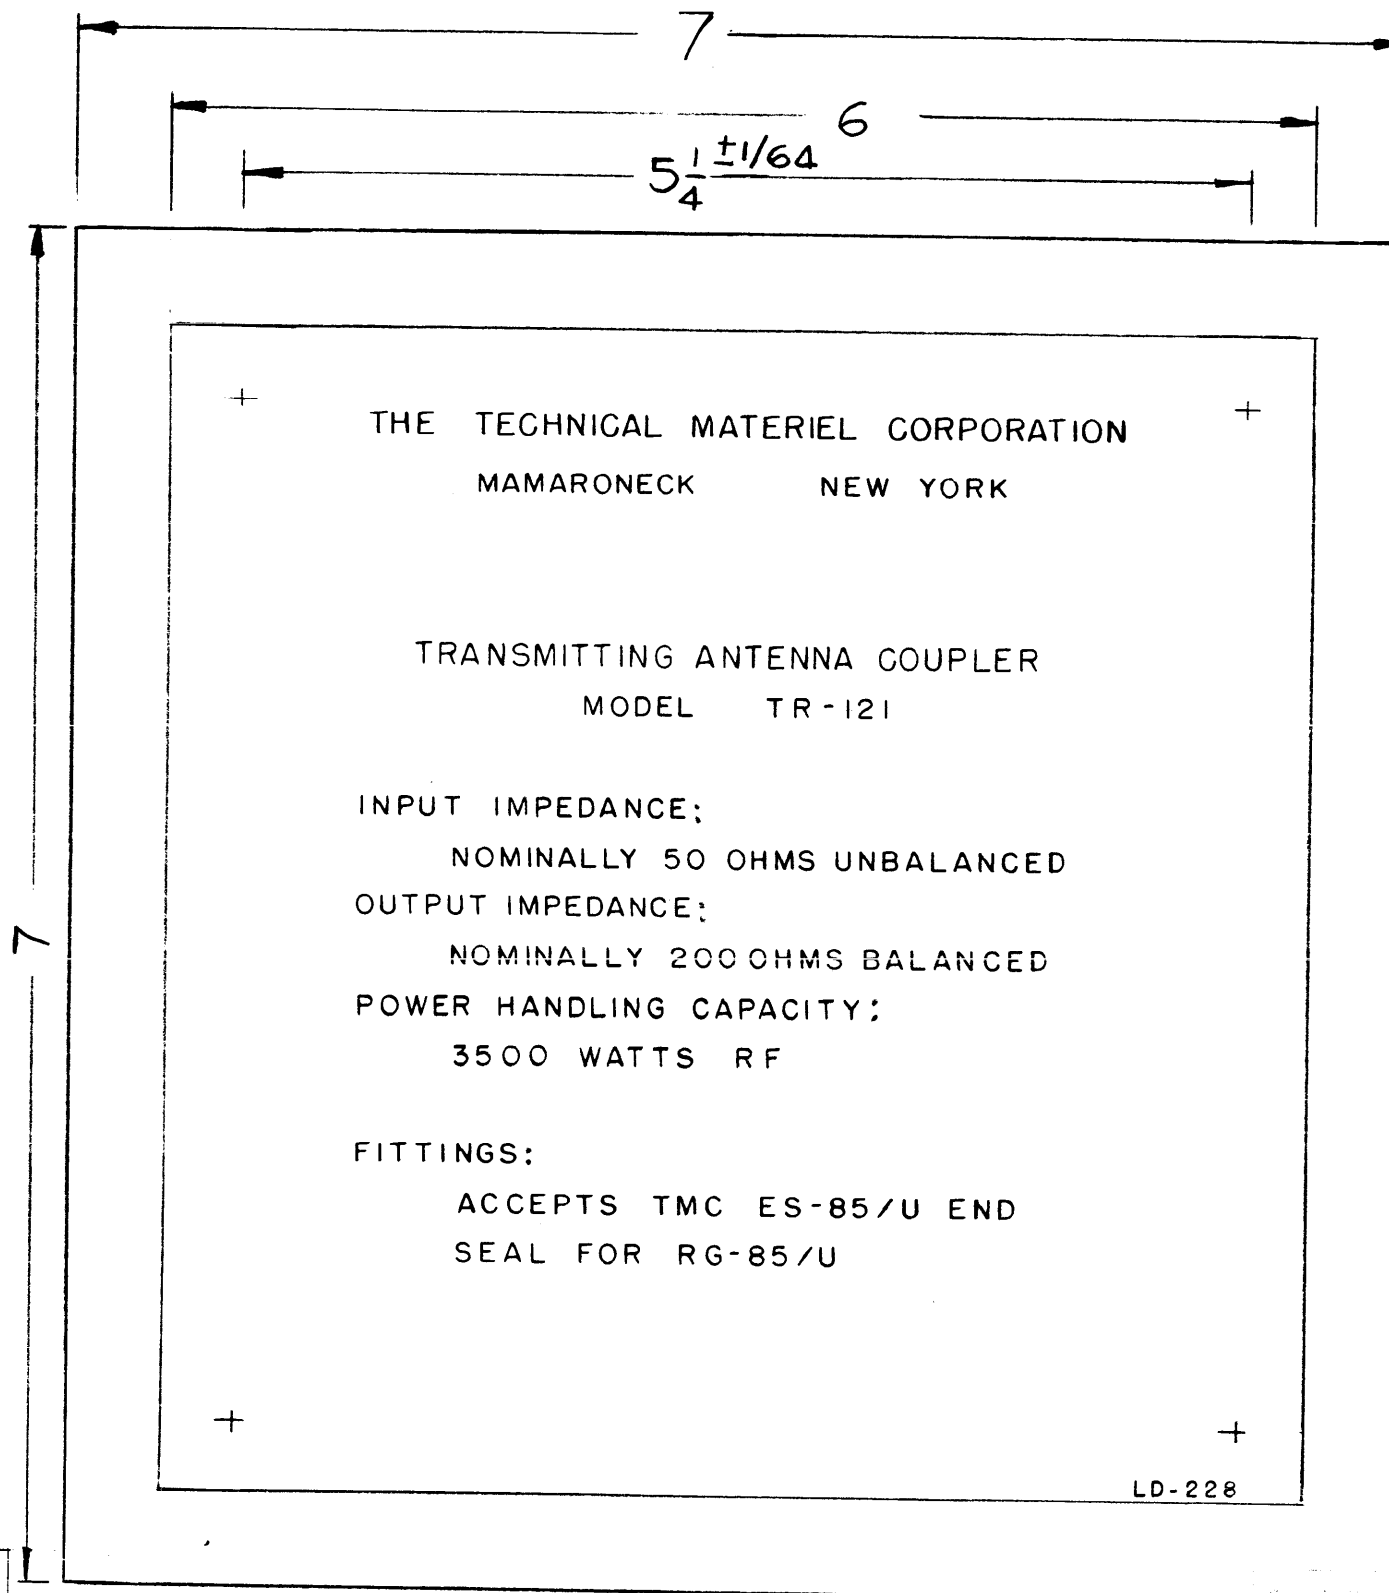 7
6
5 1/4 ±1/64
THE TECHNICAL MATERIEL CORPORATION
MAMARONECK NEW YORK
TRANSMITTING ANTENNA COUPLER
MODEL TR-121
INPUT IMPEDANCE:
NOMINALLY 50 OHMS UNBALANCED
OUTPUT IMPEDANCE:
NOMINALLY 200 OHMS BALANCED
7
POWER HANDLING CAPACITY:
3500 WATTS RF
FITTINGS:
ACCEPTS TMC ES-85/U END
SEAL FOR RG-85/U
LD-228